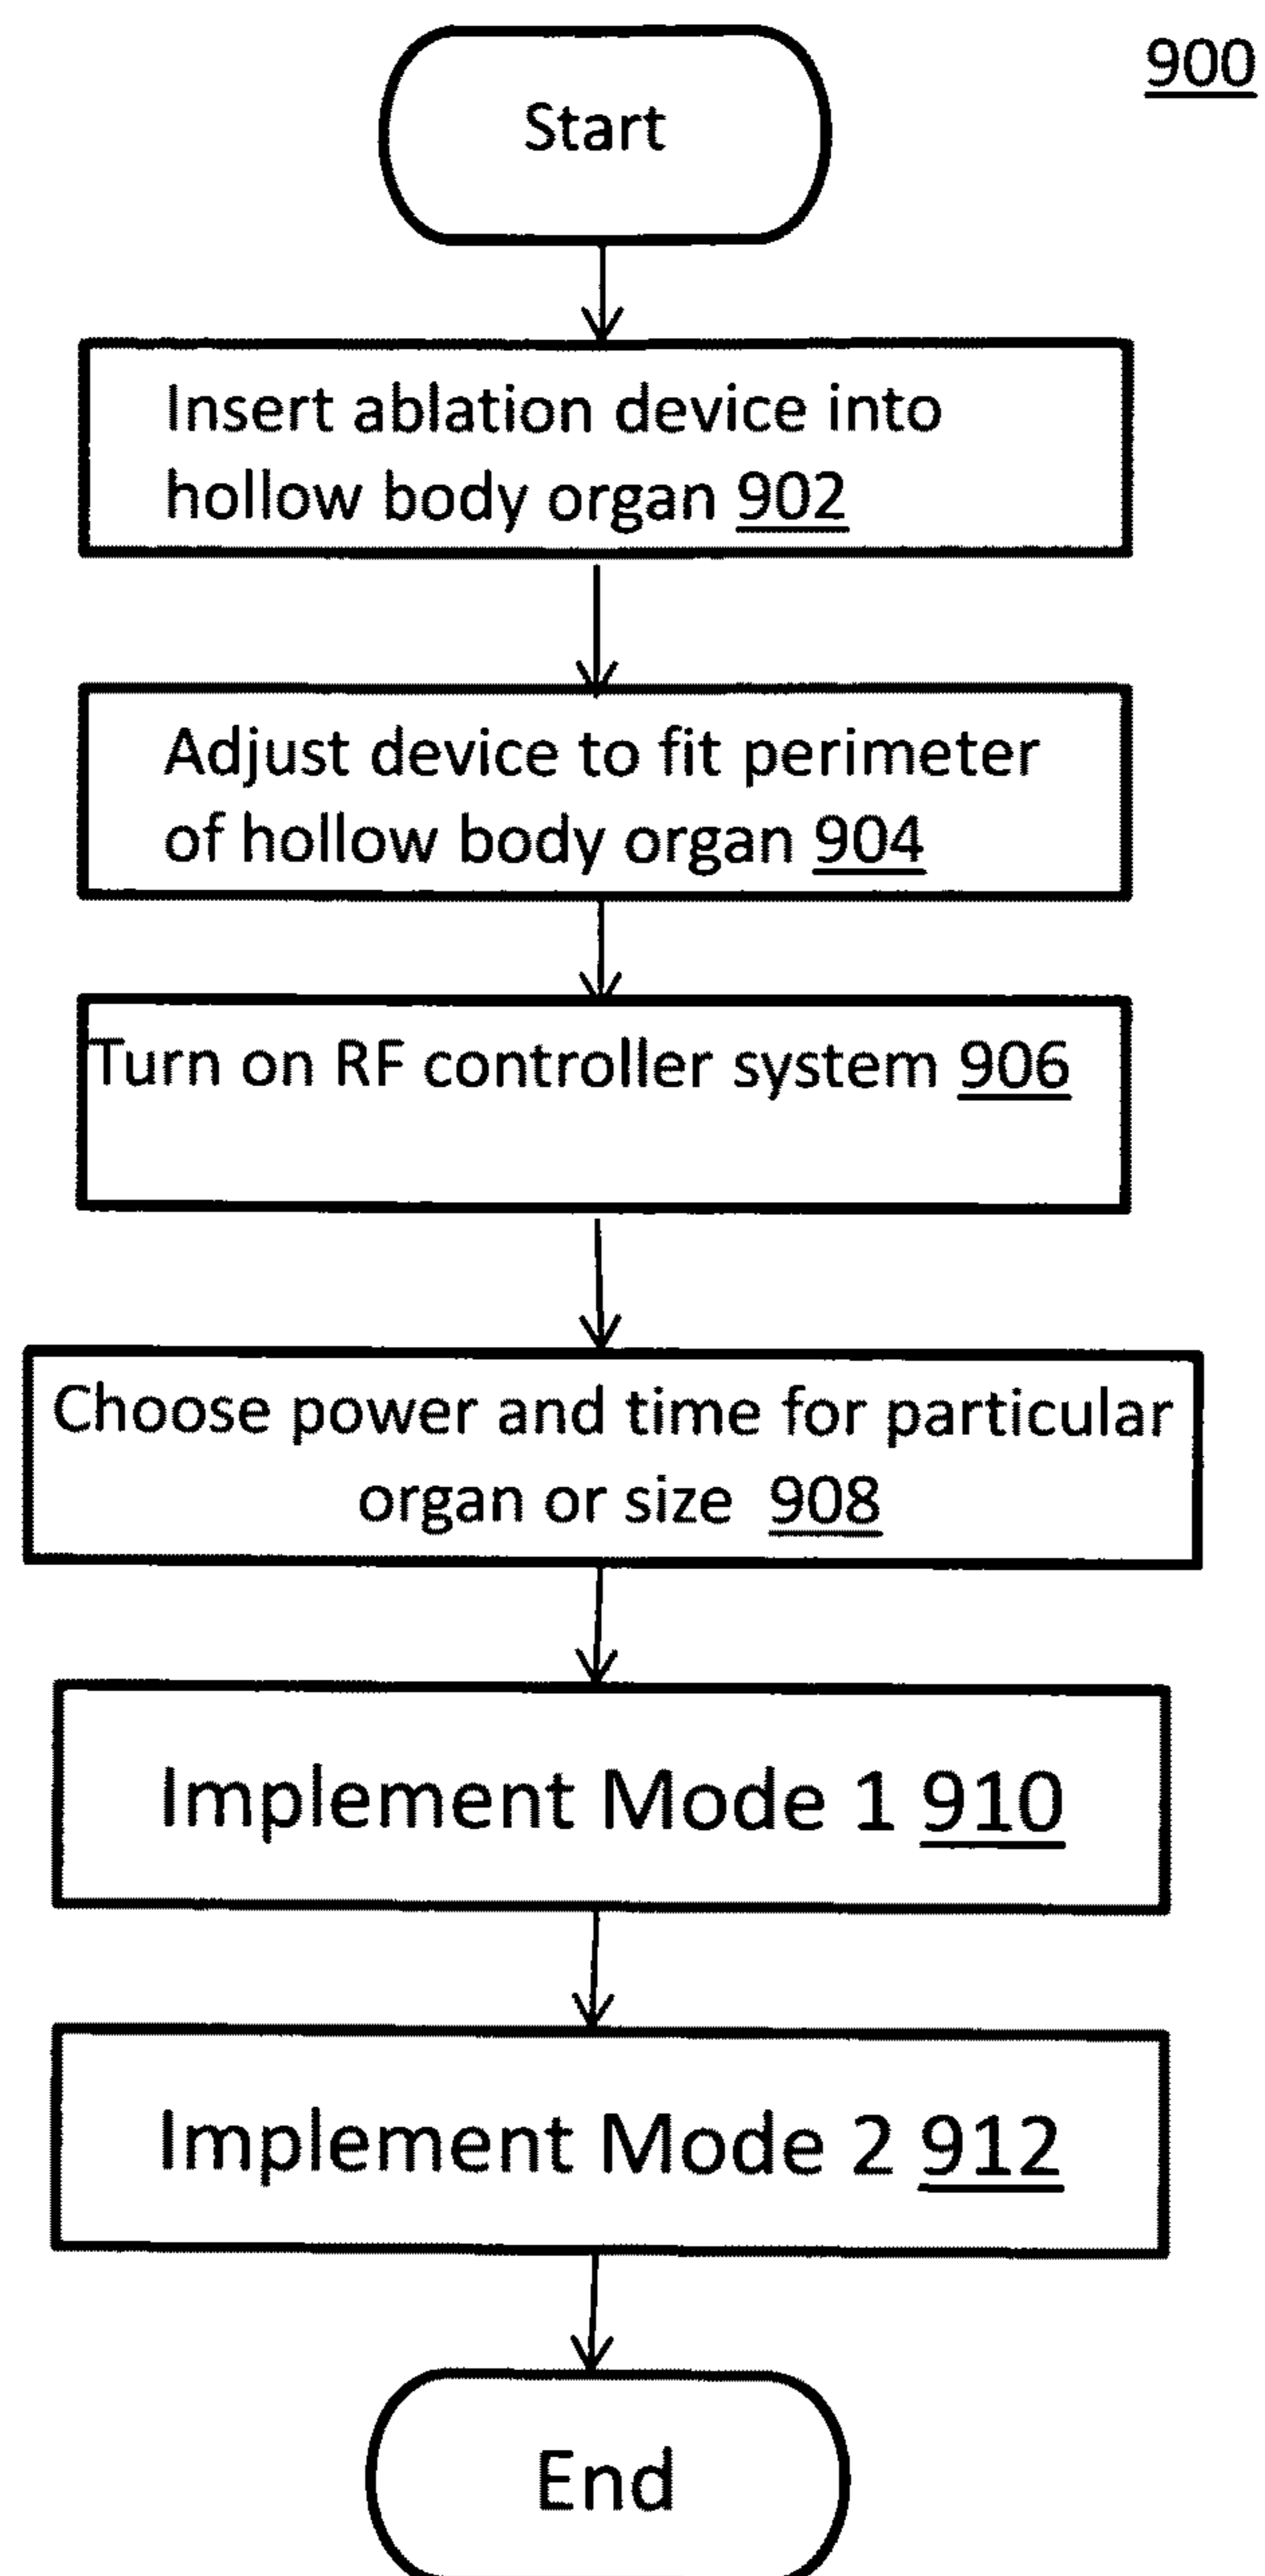 900
Start
Insert ablation device into
hollow body organ 902
Adjust device to fit perimeter
of hollow body organ 904
Turn on RF controller system 906
Choose power and time for particular
organ or size 908
Implement Mode 1 910
Implement Mode 2 912
End